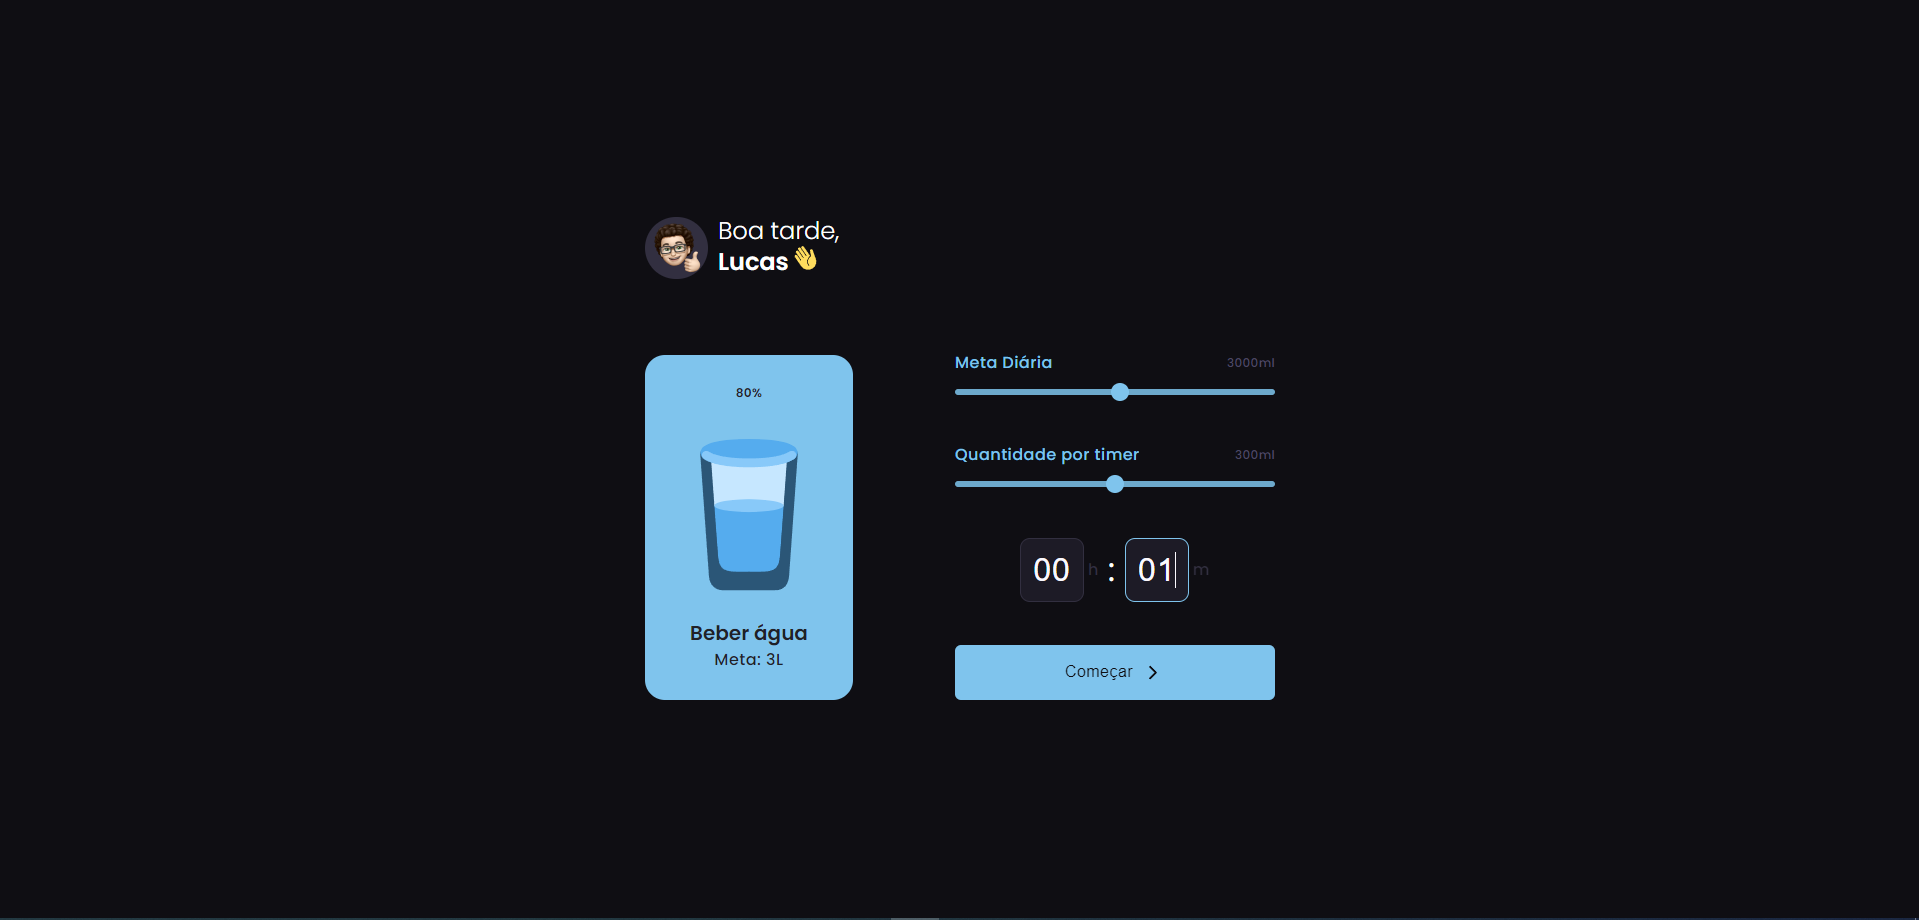 Boa tarde,
Lucas 👋
80%
Beber água
Meta: 3L
Meta Diária 3000ml
Quantidade por timer 300ml
00 h : 01 m
Começar